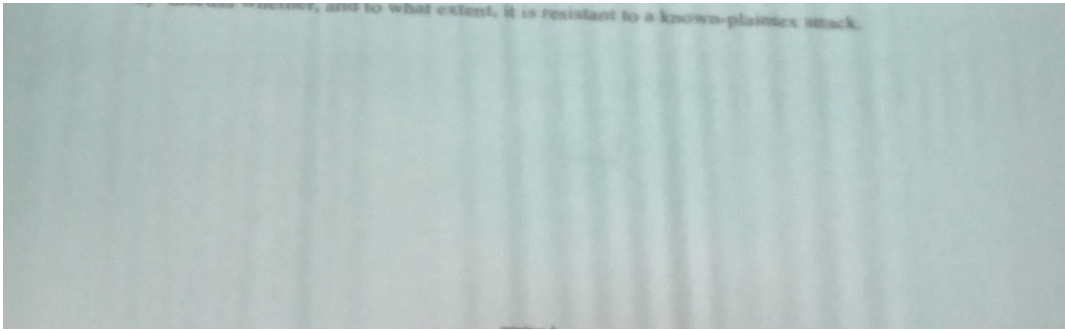 whether, and to what extent, it is resistant to a known-plaintex attack.